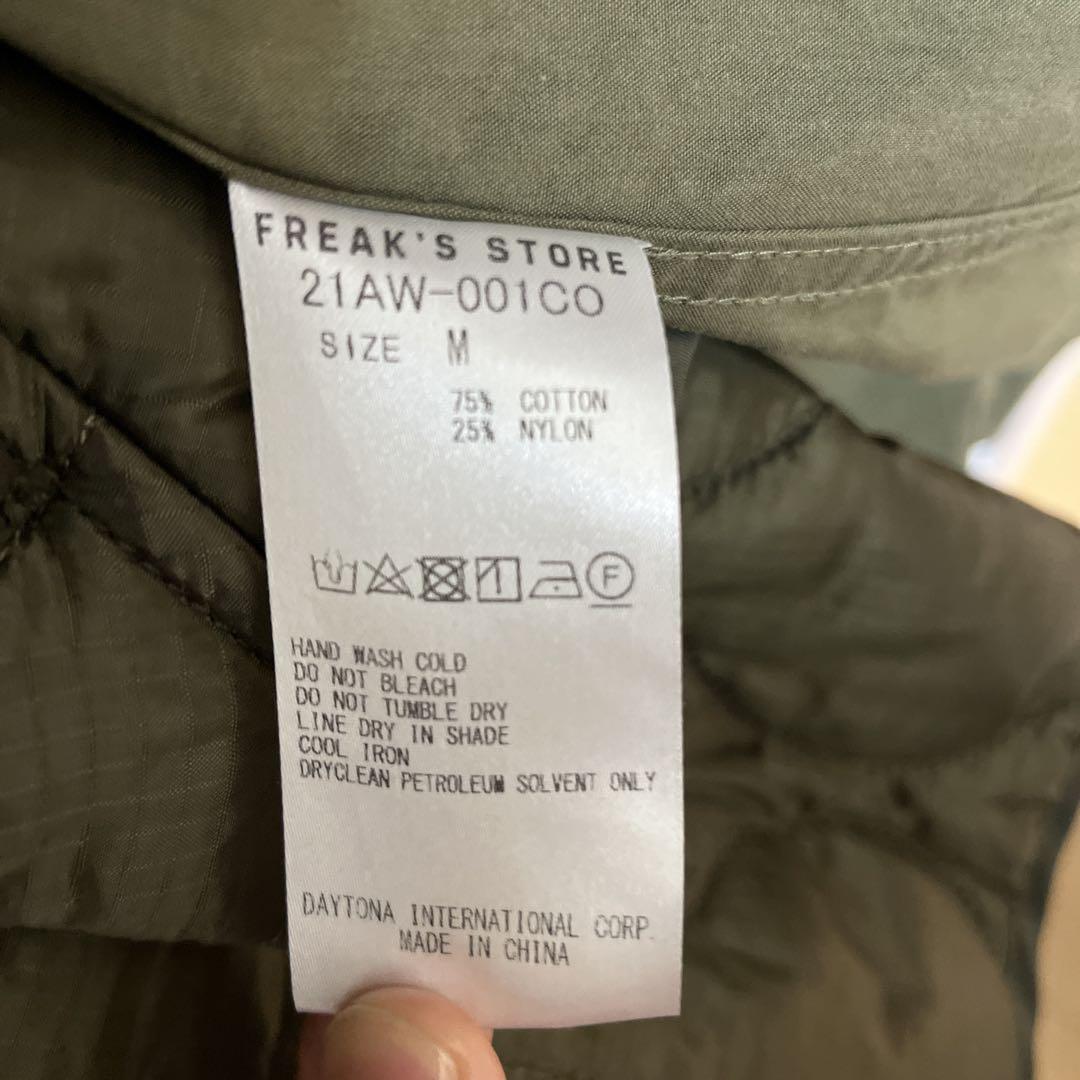 FREAK'S STORE
21AW-001CO
SIZE M
75% COTTON
25% NYLON
F
HAND WASH COLD
DO NOT BLEACH
DO NOT TUMBLE DRY
LINE DRY IN SHADE
COOL IRON
DRYCLEAN PETROLEUM SOLVENT ONLY
DAYTONA INTERNATIONAL CORP.
MADE IN CHINA